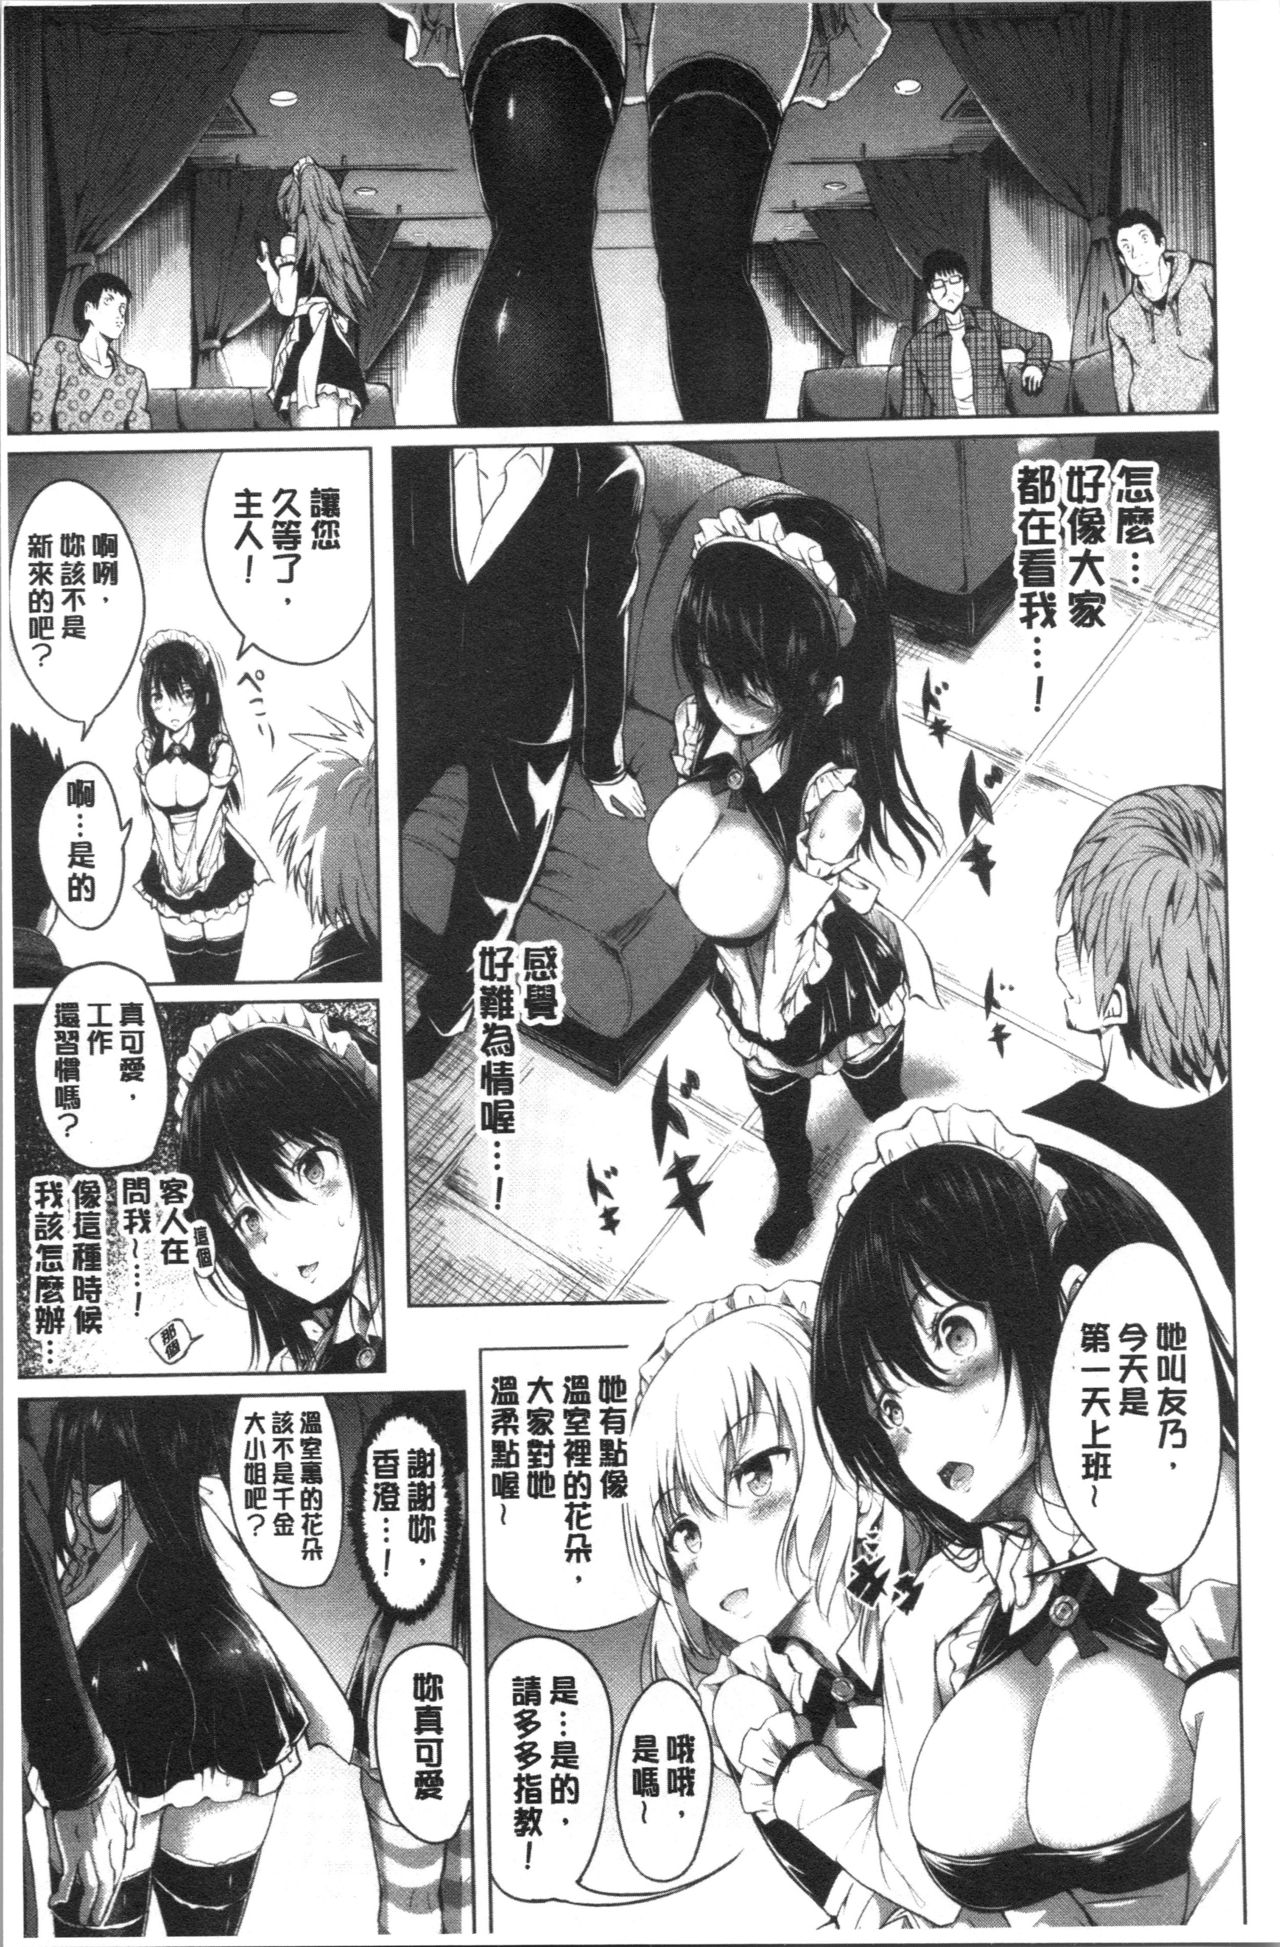 怎麼…
好像大家
都在看我…!
感覺
好難為情喔…!
ドキ
ドキ
ドキ
ドキ
讓您
久等了，
主人！
ぺこり
啊咧，
妳該不是
新來的吧？
啊…是的
真可愛，
工作
還習慣嗎？
客人在
問我~…!
這個
像這種時候
我該怎麼辦…
那個
她叫友乃，
今天是
第一天上班~
她有點像
溫室裡的花朵，
大家對她
溫柔點喔~
哦哦，
是嗎~
是…是的，
請多多指教！
謝謝妳，
香澄…!
溫室裏的花朵
該不是千金
大小姐吧？
妳真可愛